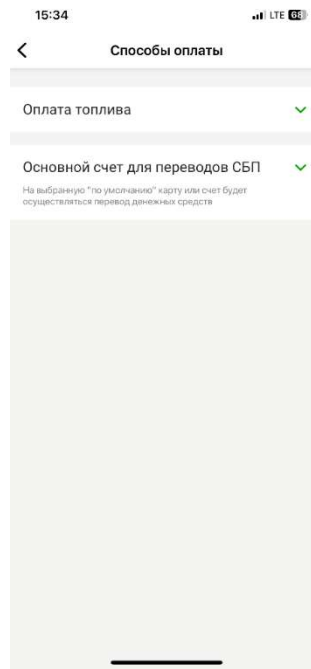 15:34
LTE 63
Способы оплаты
Оплата топлива
Основной счет для переводов СБП
На выбранную "по умолчанию" карту или счет будет
осуществляться перевод денежных средств